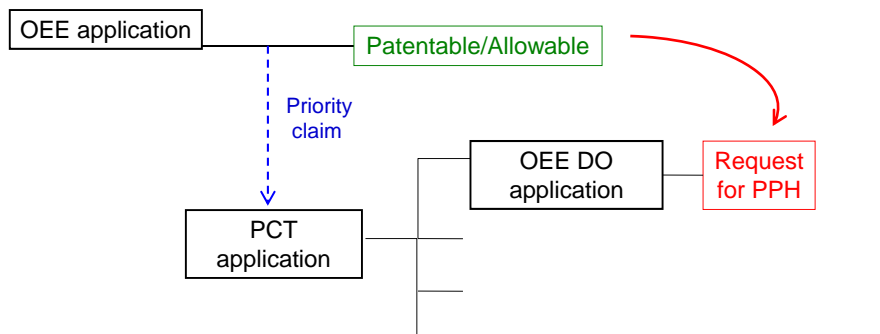 OEE application
Patentable/Allowable
Priority
claim
OEE DO
application
Request
for PPH
PCT
application